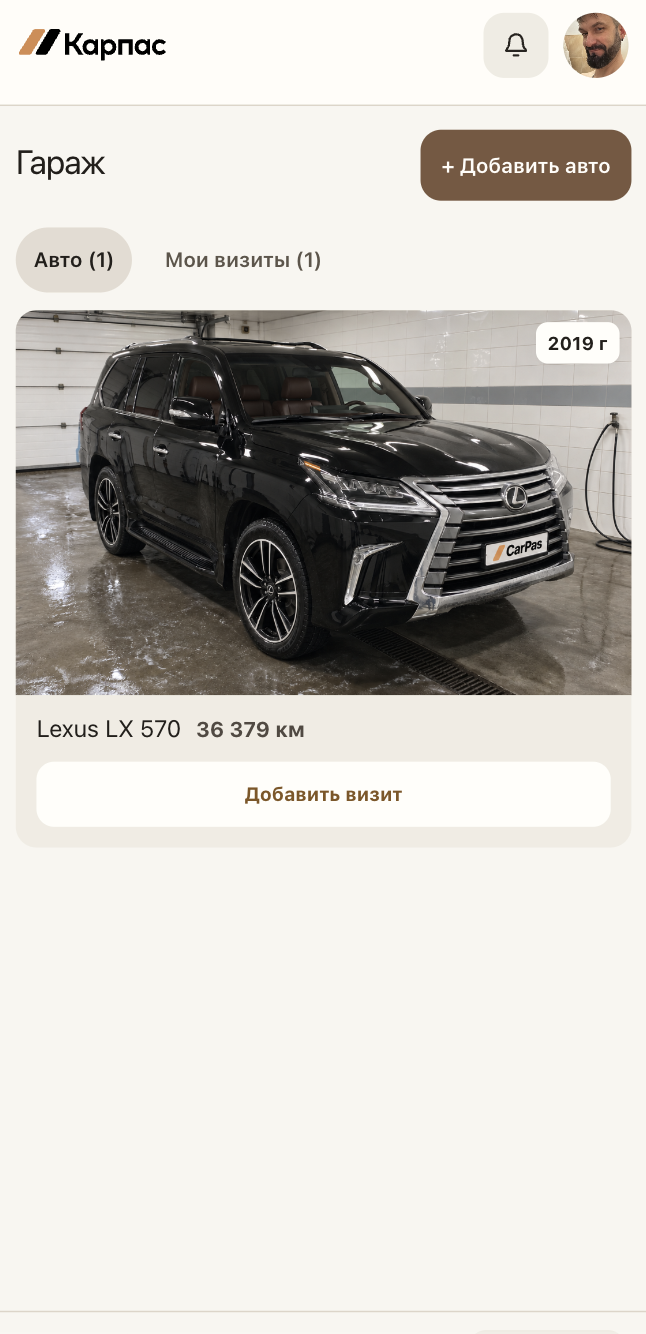 Карпас
Гараж
+ Добавить авто
Авто (1)
Мои визиты (1)
2019 г
CarPas
Lexus LX 570 36 379 км
Добавить визит